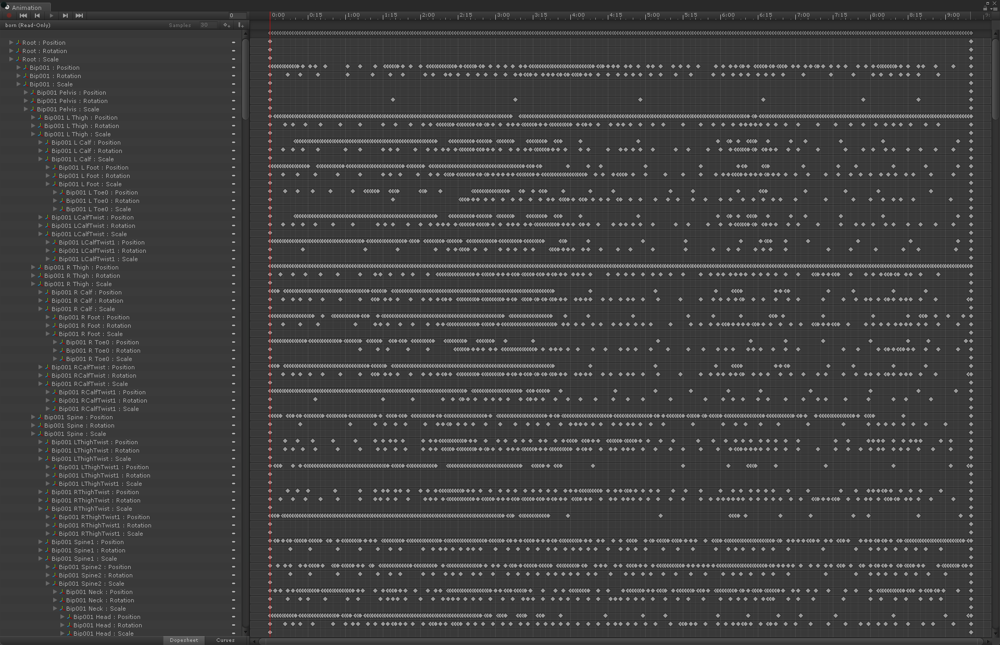 Animation
0
0:00 0:15 1:00 1:15 2:00 2:15 3:00 3:15 4:00 4:15 5:00 5:15 6:00 6:15 7:00 7:15 8:00 8:15 9:00 9:
born (Read-Only) Samples 30
Root : Position
Root : Rotation
Root : Scale
Bip001 : Position
Bip001 : Rotation
Bip001 : Scale
Bip001 Pelvis : Position
Bip001 Pelvis : Rotation
Bip001 Pelvis : Scale
Bip001 L Thigh : Position
Bip001 L Thigh : Rotation
Bip001 L Thigh : Scale
Bip001 L Calf : Position
Bip001 L Calf : Rotation
Bip001 L Calf : Scale
Bip001 L Foot : Position
Bip001 L Foot : Rotation
Bip001 L Foot : Scale
Bip001 L Toe0 : Position
Bip001 L Toe0 : Rotation
Bip001 L Toe0 : Scale
Bip001 LCalfTwist : Position
Bip001 LCalfTwist : Rotation
Bip001 LCalfTwist : Scale
Bip001 LCalfTwist1 : Position
Bip001 LCalfTwist1 : Rotation
Bip001 LCalfTwist1 : Scale
Bip001 R Thigh : Position
Bip001 R Thigh : Rotation
Bip001 R Thigh : Scale
Bip001 R Calf : Position
Bip001 R Calf : Rotation
Bip001 R Calf : Scale
Bip001 R Foot : Position
Bip001 R Foot : Rotation
Bip001 R Foot : Scale
Bip001 R Toe0 : Position
Bip001 R Toe0 : Rotation
Bip001 R Toe0 : Scale
Bip001 RCalfTwist : Position
Bip001 RCalfTwist : Rotation
Bip001 RCalfTwist : Scale
Bip001 RCalfTwist1 : Position
Bip001 RCalfTwist1 : Rotation
Bip001 RCalfTwist1 : Scale
Bip001 Spine : Position
Bip001 Spine : Rotation
Bip001 Spine : Scale
Bip001 LThighTwist : Position
Bip001 LThighTwist : Rotation
Bip001 LThighTwist : Scale
Bip001 LThighTwist1 : Position
Bip001 LThighTwist1 : Rotation
Bip001 LThighTwist1 : Scale
Bip001 RThighTwist : Position
Bip001 RThighTwist : Rotation
Bip001 RThighTwist : Scale
Bip001 RThighTwist1 : Position
Bip001 RThighTwist1 : Rotation
Bip001 RThighTwist1 : Scale
Bip001 Spine1 : Position
Bip001 Spine1 : Rotation
Bip001 Spine1 : Scale
Bip001 Spine2 : Position
Bip001 Spine2 : Rotation
Bip001 Spine2 : Scale
Bip001 Neck : Position
Bip001 Neck : Rotation
Bip001 Neck : Scale
Bip001 Head : Position
Bip001 Head : Rotation
Bip001 Head : Scale
Dopesheet Curves